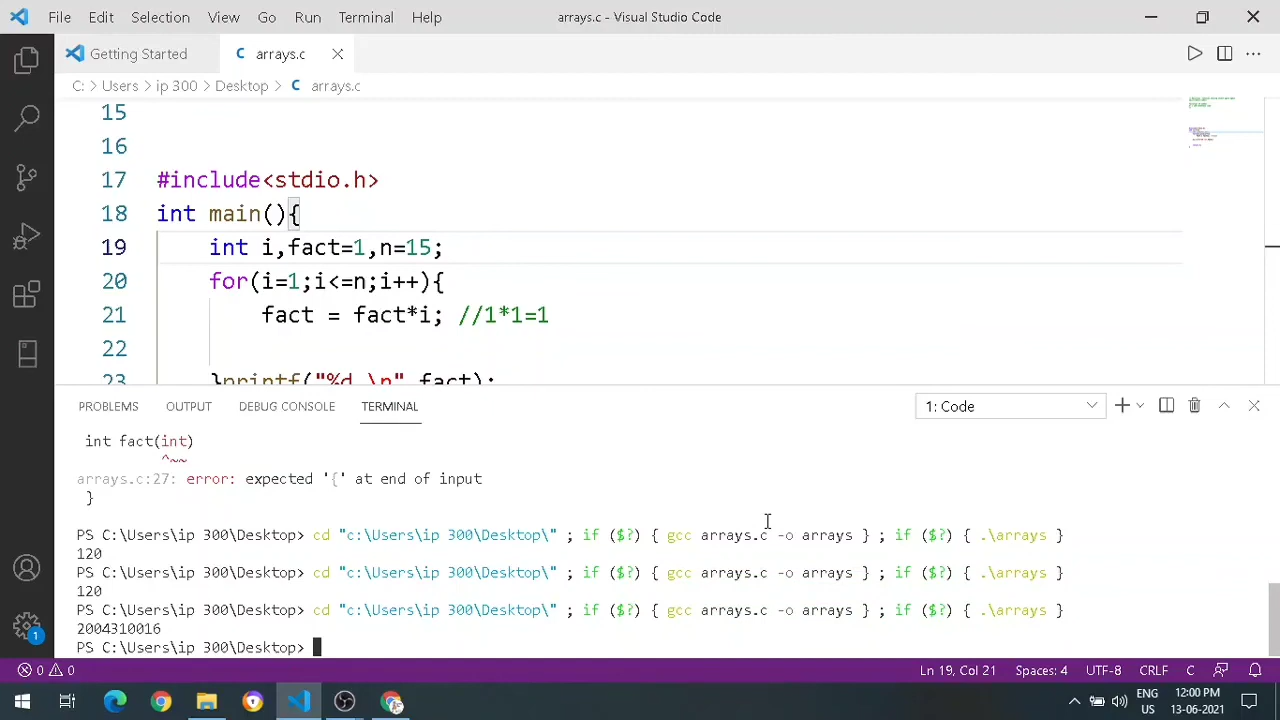 File Edit Selection View Go Run Terminal Help arrays.c - Visual Studio Code
Getting Started C arrays.c
C: > Users > ip 300 > Desktop > C arrays.c
15
16
17 #include<stdio.h>
18 int main(){
19 int i,fact=1,n=15;
20 for(i=1;i<=n;i++){
21 fact = fact*i; //1*1=1
22
23 }printf("%d \n",fact);
PROBLEMS OUTPUT DEBUG CONSOLE TERMINAL 1: Code
int fact(int)
^~~
arrays.c:27: error: expected '{' at end of input
}
PS C:\Users\ip 300\Desktop> cd "c:\Users\ip 300\Desktop\" ; if ($?) { gcc arrays.c -o arrays } ; if ($?) { .\arrays }
120
PS C:\Users\ip 300\Desktop> cd "c:\Users\ip 300\Desktop\" ; if ($?) { gcc arrays.c -o arrays } ; if ($?) { .\arrays }
120
PS C:\Users\ip 300\Desktop> cd "c:\Users\ip 300\Desktop\" ; if ($?) { gcc arrays.c -o arrays } ; if ($?) { .\arrays }
2004310016
PS C:\Users\ip 300\Desktop>
1
0 0 Ln 19, Col 21 Spaces: 4 UTF-8 CRLF C
ENG 12:00 PM
US 13-06-2021